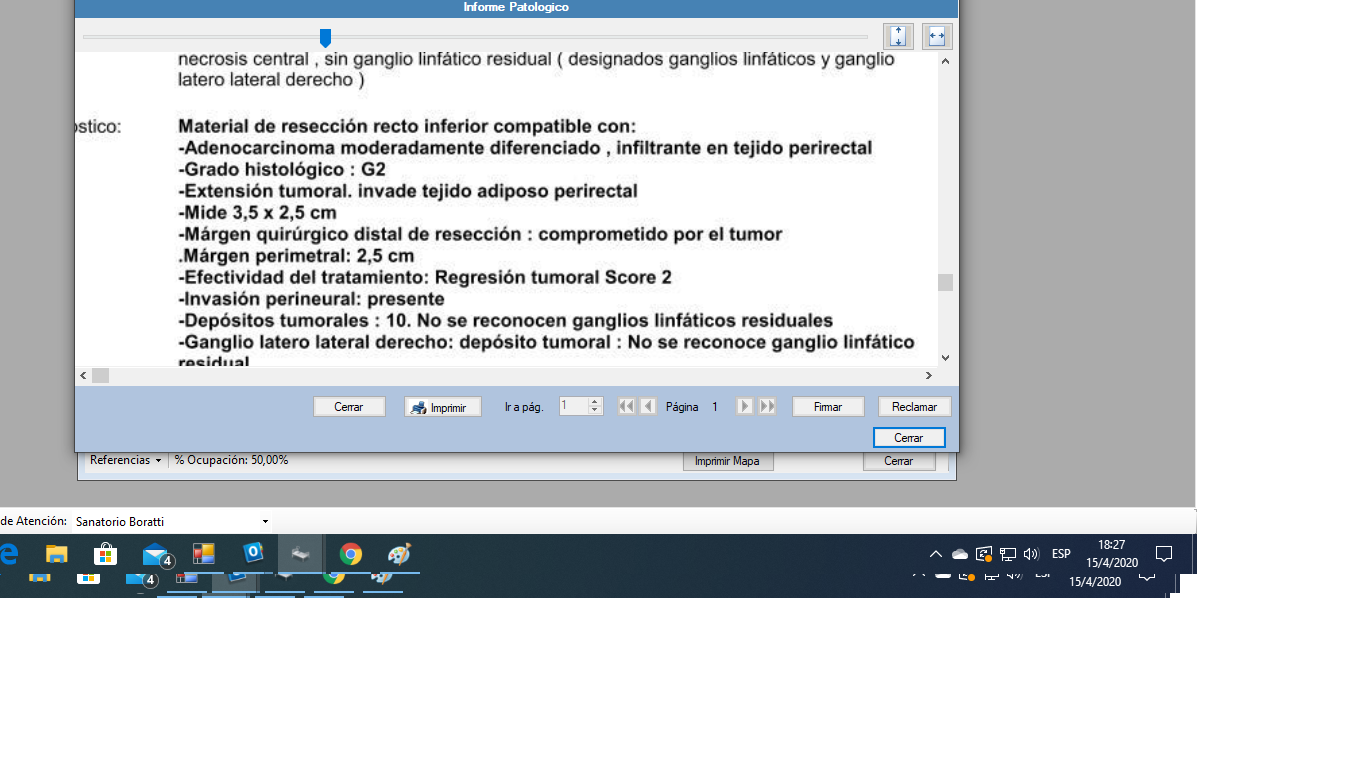 Informe Patologico
necrosis central , sin ganglio linfático residual ( designados ganglios linfáticos y ganglio
latero lateral derecho )
ostico:
Material de resección recto inferior compatible con:
-Adenocarcinoma moderadamente diferenciado , infiltrante en tejido perirectal
-Grado histológico : G2
-Extensión tumoral. invade tejido adiposo perirectal
-Mide 3,5 x 2,5 cm
-Márgen quirúrgico distal de resección : comprometido por el tumor
.Márgen perimetral: 2,5 cm
-Efectividad del tratamiento: Regresión tumoral Score 2
-Invasión perineural: presente
-Depósitos tumorales : 10. No se reconocen ganglios linfáticos residuales
-Ganglio latero lateral derecho: depósito tumoral : No se reconoce ganglio linfático
residual
Cerrar Imprimir Ir a pág. 1 Página 1 Firmar Reclamar
Cerrar
Referencias % Ocupación: 50,00% Imprimir Mapa Cerrar
de Atención: Sanatorio Boratti
4 ESP 18:27
15/4/2020
4 ESP
15/4/2020